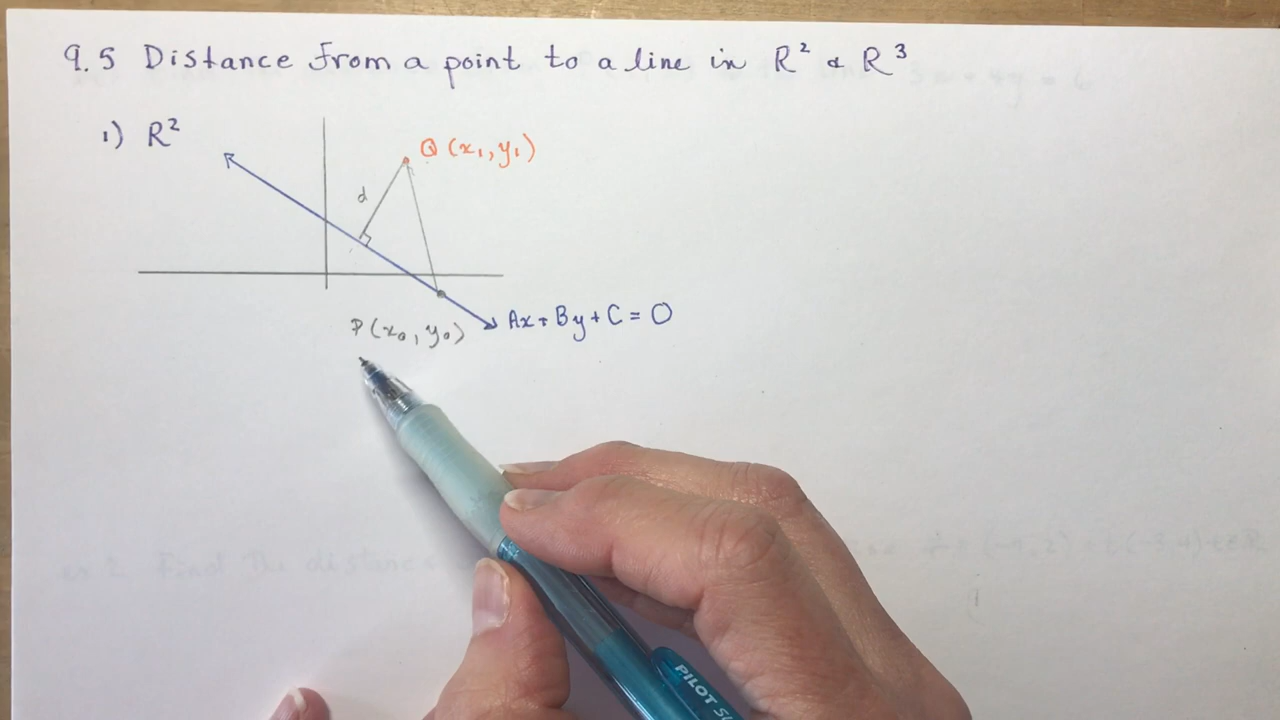 9.5 Distance from a point to a line in R² & R³
1) R²
Q (x₁, y₁)
d
P(x₀, y₀)
Ax + By + C = 0
PILOT